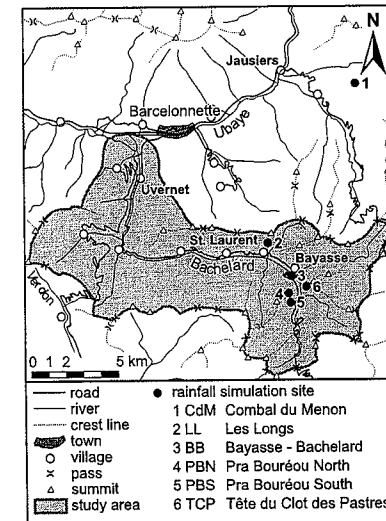 N
Jausiers
1
Barcelonnette
Ubaye
Uvernet
St. Laurent
2
Bayasse
Bachelard
3
6
4
5
Verdon
0 1 2 5 km
road
river
crest line
town
village
pass
summit
study area
rainfall simulation site
1 CdM Combal du Menon
2 LL Les Longs
3 BB Bayasse - Bachelard
4 PBN Pra Bouréou North
5 PBS Pra Bouréou South
6 TCP Tête du Clot des Pastres